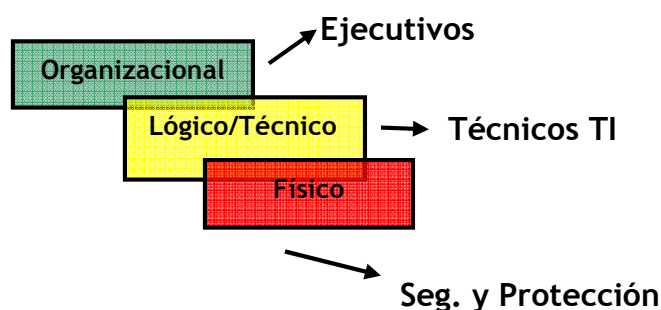 Ejecutivos
Organizacional
Lógico/Técnico
Técnicos TI
Físico
Seg. y Protección